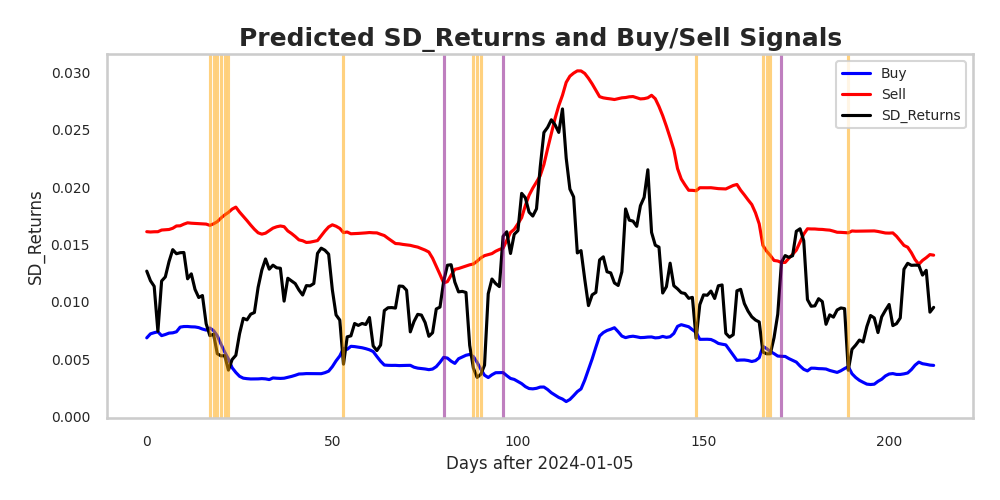 Predicted SD_Returns and Buy/Sell Signals
SD_Returns
0.030
0.025
0.020
0.015
0.010
0.005
0.000
Buy
Sell
SD_Returns
0
50
100
150
200
Days after 2024-01-05